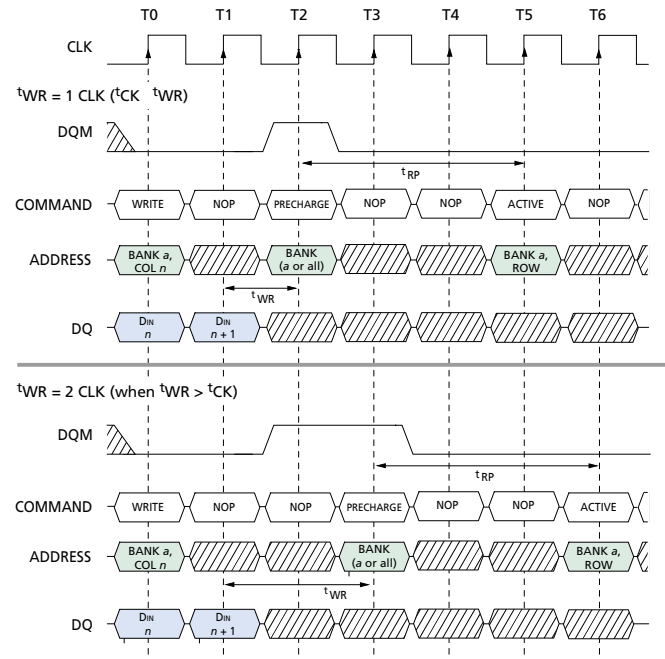 T0 T1 T2 T3 T4 T5 T6
CLK
tWR = 1 CLK (tCK tWR)
DQM
tRP
COMMAND WRITE NOP PRECHARGE NOP NOP ACTIVE NOP
ADDRESS BANK a, COL n BANK (a or all) BANK a, ROW
tWR
DQ DIN n DIN n + 1
tWR = 2 CLK (when tWR > tCK)
DQM
tRP
COMMAND WRITE NOP NOP PRECHARGE NOP NOP ACTIVE
ADDRESS BANK a, COL n BANK (a or all) BANK a, ROW
tWR
DQ DIN n DIN n + 1